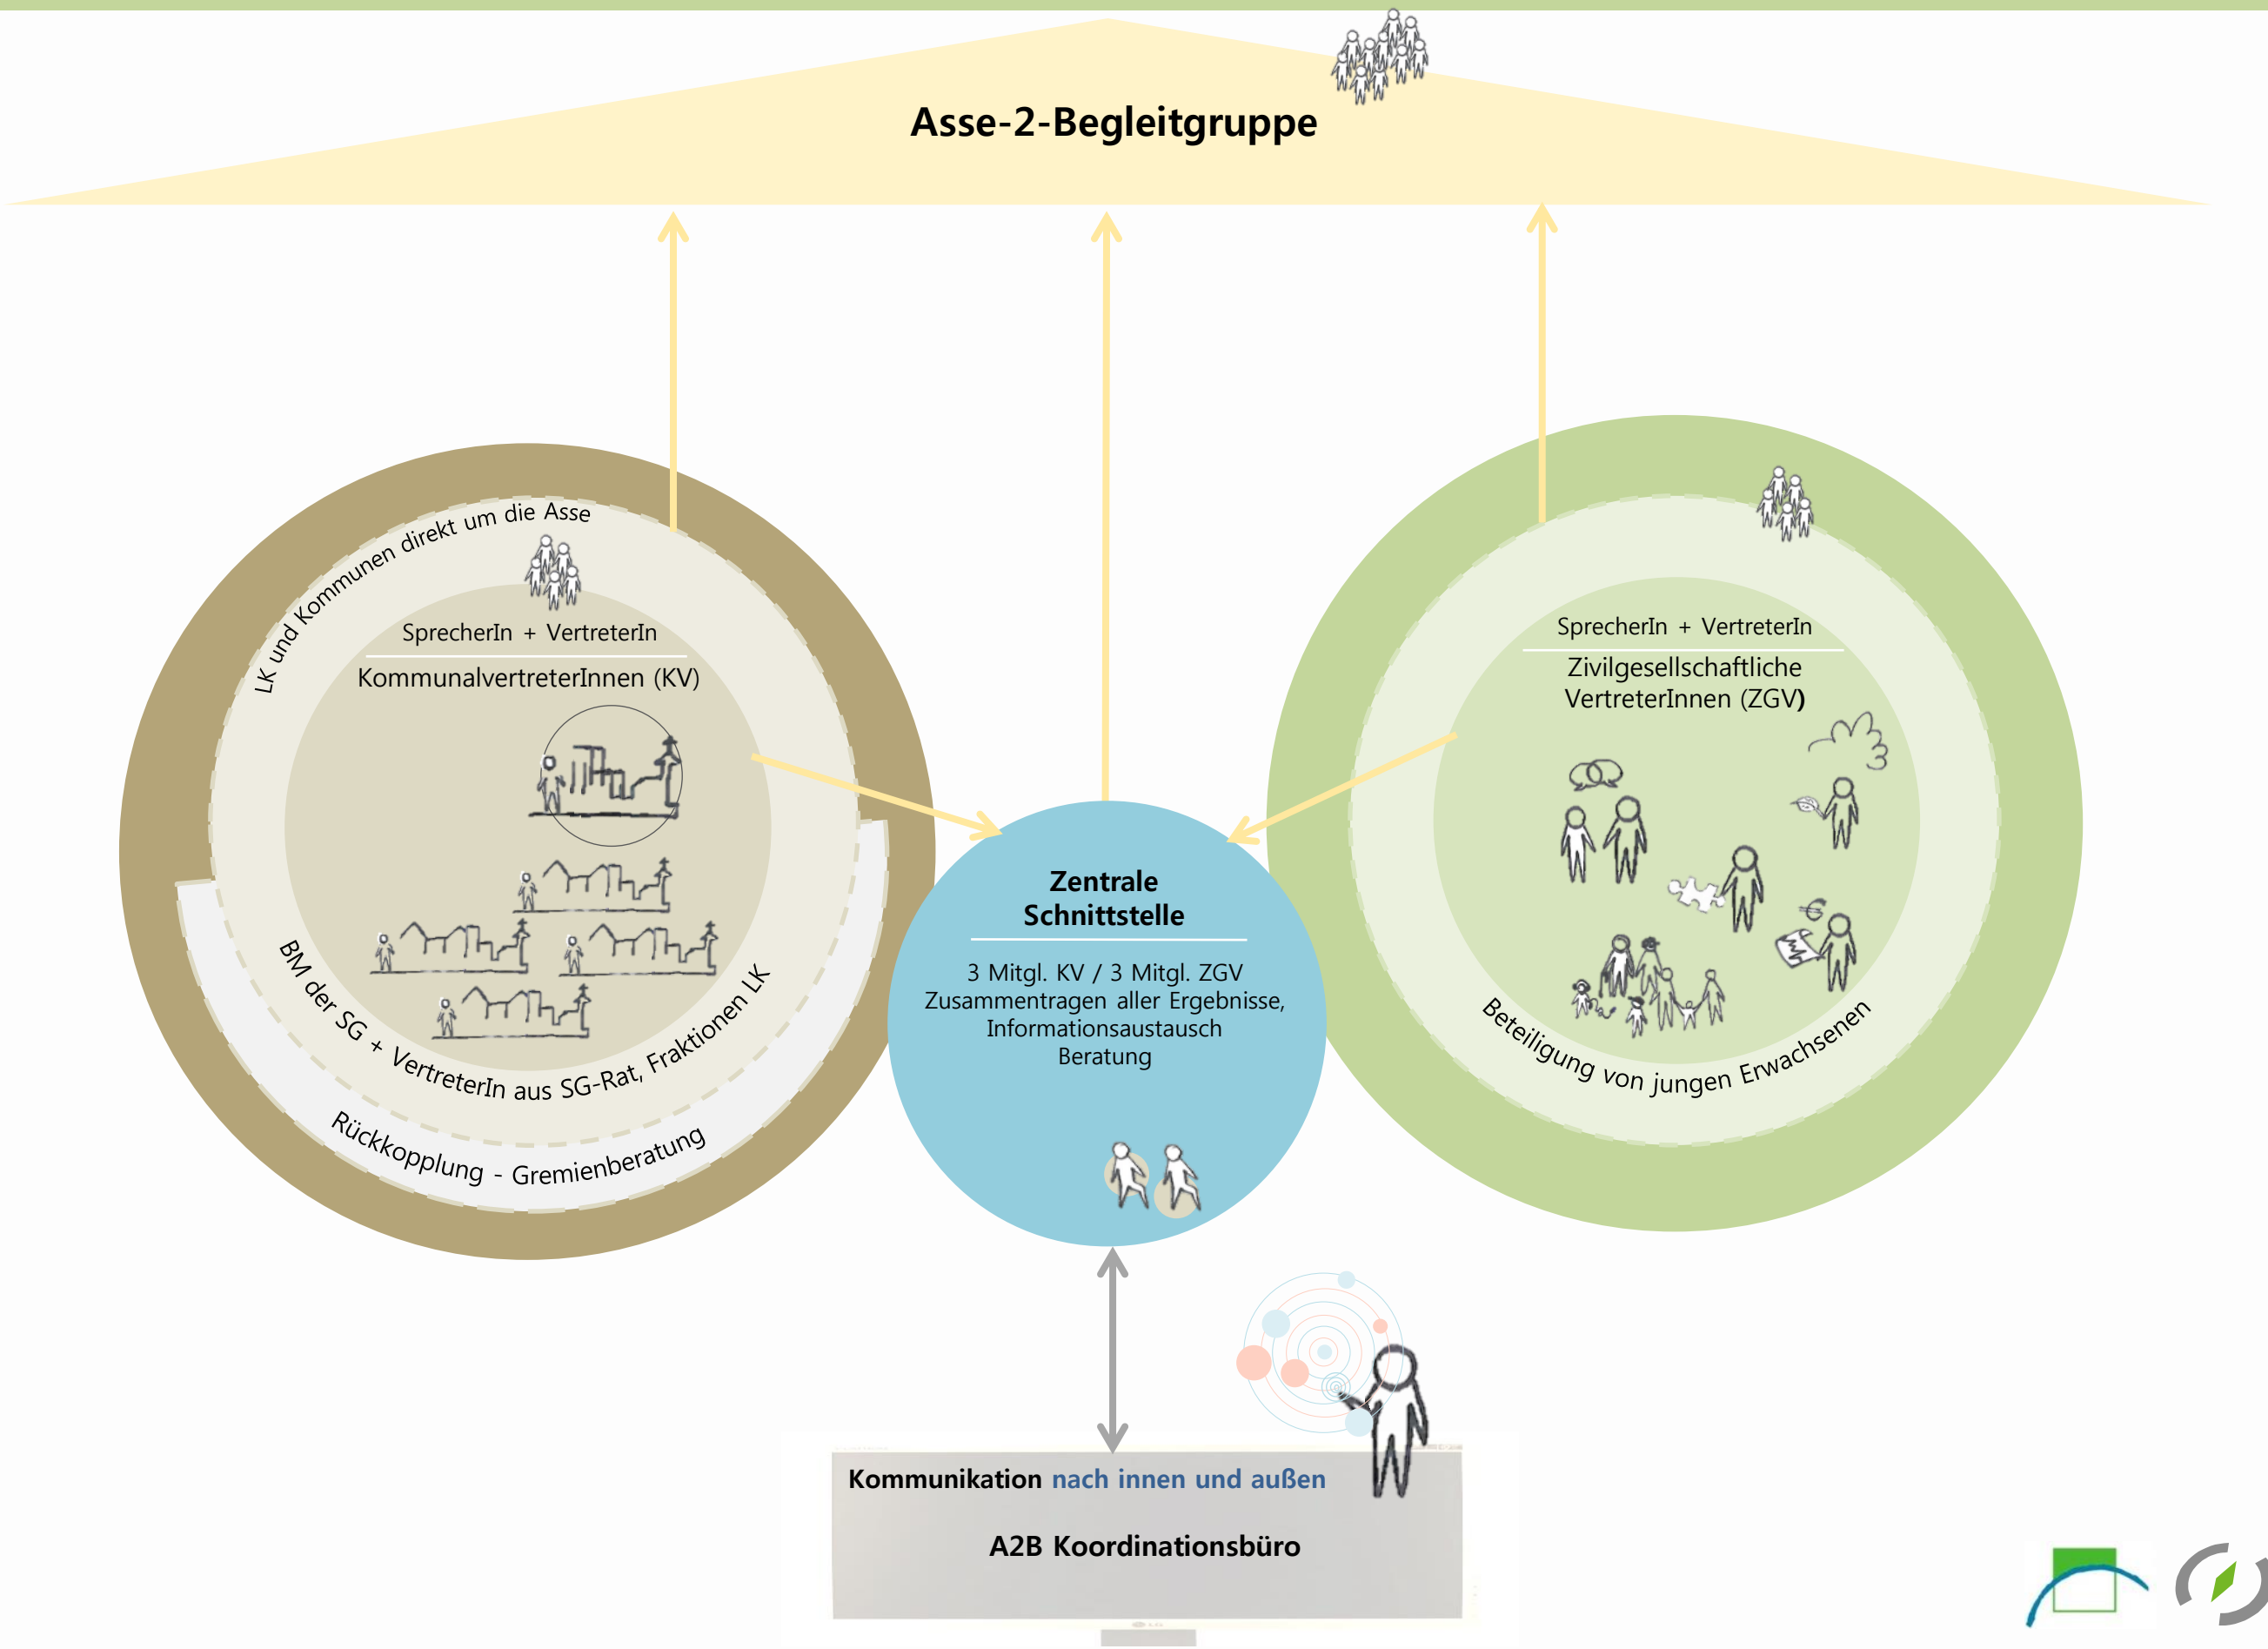 Asse-2-Begleitgruppe
LK und Kommunen direkt um die Asse
SprecherIn + VertreterIn
KommunalvertreterInnen (KV)
BM der SG + VertreterIn aus SG-Rat, Fraktionen LK
Rückkopplung - Gremienberatung
SprecherIn + VertreterIn
Zivilgesellschaftliche
VertreterInnen (ZGV)
Beteiligung von jungen Erwachsenen
Zentrale
Schnittstelle
3 Mitgl. KV / 3 Mitgl. ZGV
Zusammentragen aller Ergebnisse,
Informationsaustausch
Beratung
Kommunikation nach innen und außen
A2B Koordinationsbüro